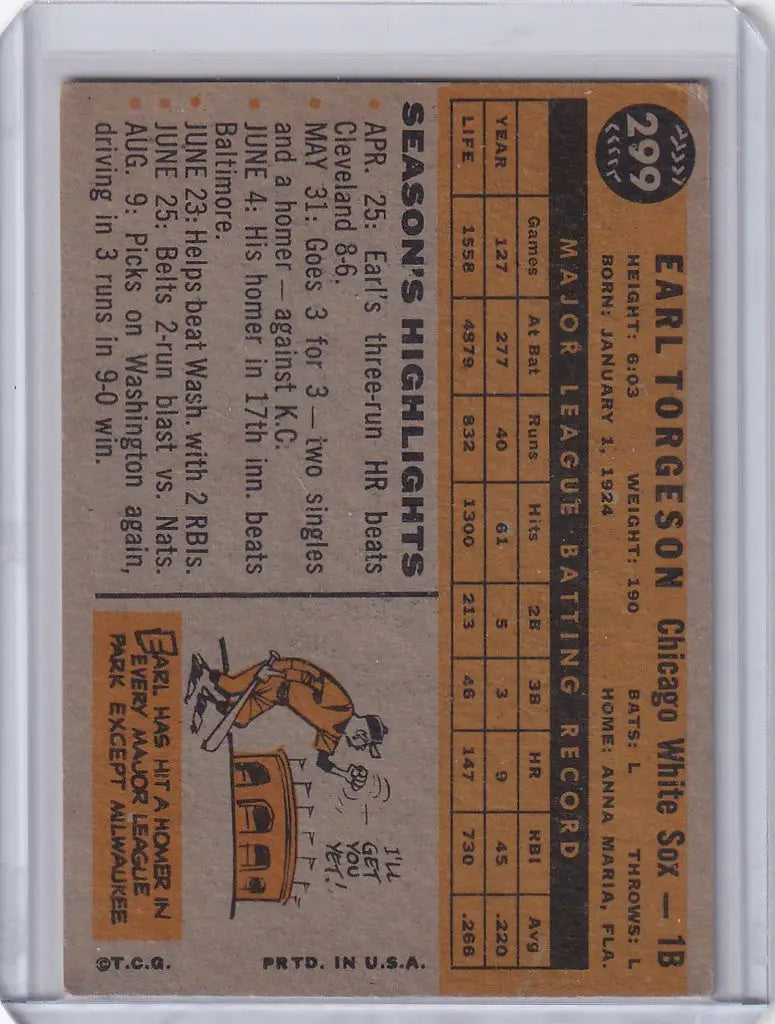 299
EARL TORGESON Chicago White Sox — 1B
HEIGHT: 6:03 WEIGHT: 190 BATS: L THROWS: L
BORN: JANUARY 1, 1924 HOME: ANNA MARIA, FLA.
MAJOR LEAGUE BATTING RECORD
Games At Bat Runs Hits 2B 3B HR RBI Avg
YEAR 127 277 40 61 5 3 9 45 .220
LIFE 1558 4879 832 1300 213 46 147 730 .266
SEASON'S HIGHLIGHTS
• APR. 25: Earl's three-run HR beats
Cleveland 8-6.
• MAY 31: Goes 3 for 3 — two singles
and a homer — against K.C.
• JUNE 4: His homer in 17th inn. beats
Baltimore.
• JUNE 23: Helps beat Wash. with 2 RBIs.
• JUNE 25: Belts 2-run blast vs. Nats.
• AUG. 9: Picks on Washington again,
driving in 3 runs in 9-0 win.
I'LL
GET
YOU
YET!
EARL HAS HIT A HOMER IN
EVERY MAJOR LEAGUE
PARK EXCEPT MILWAUKEE
©T.C.G. PRTD. IN U.S.A.